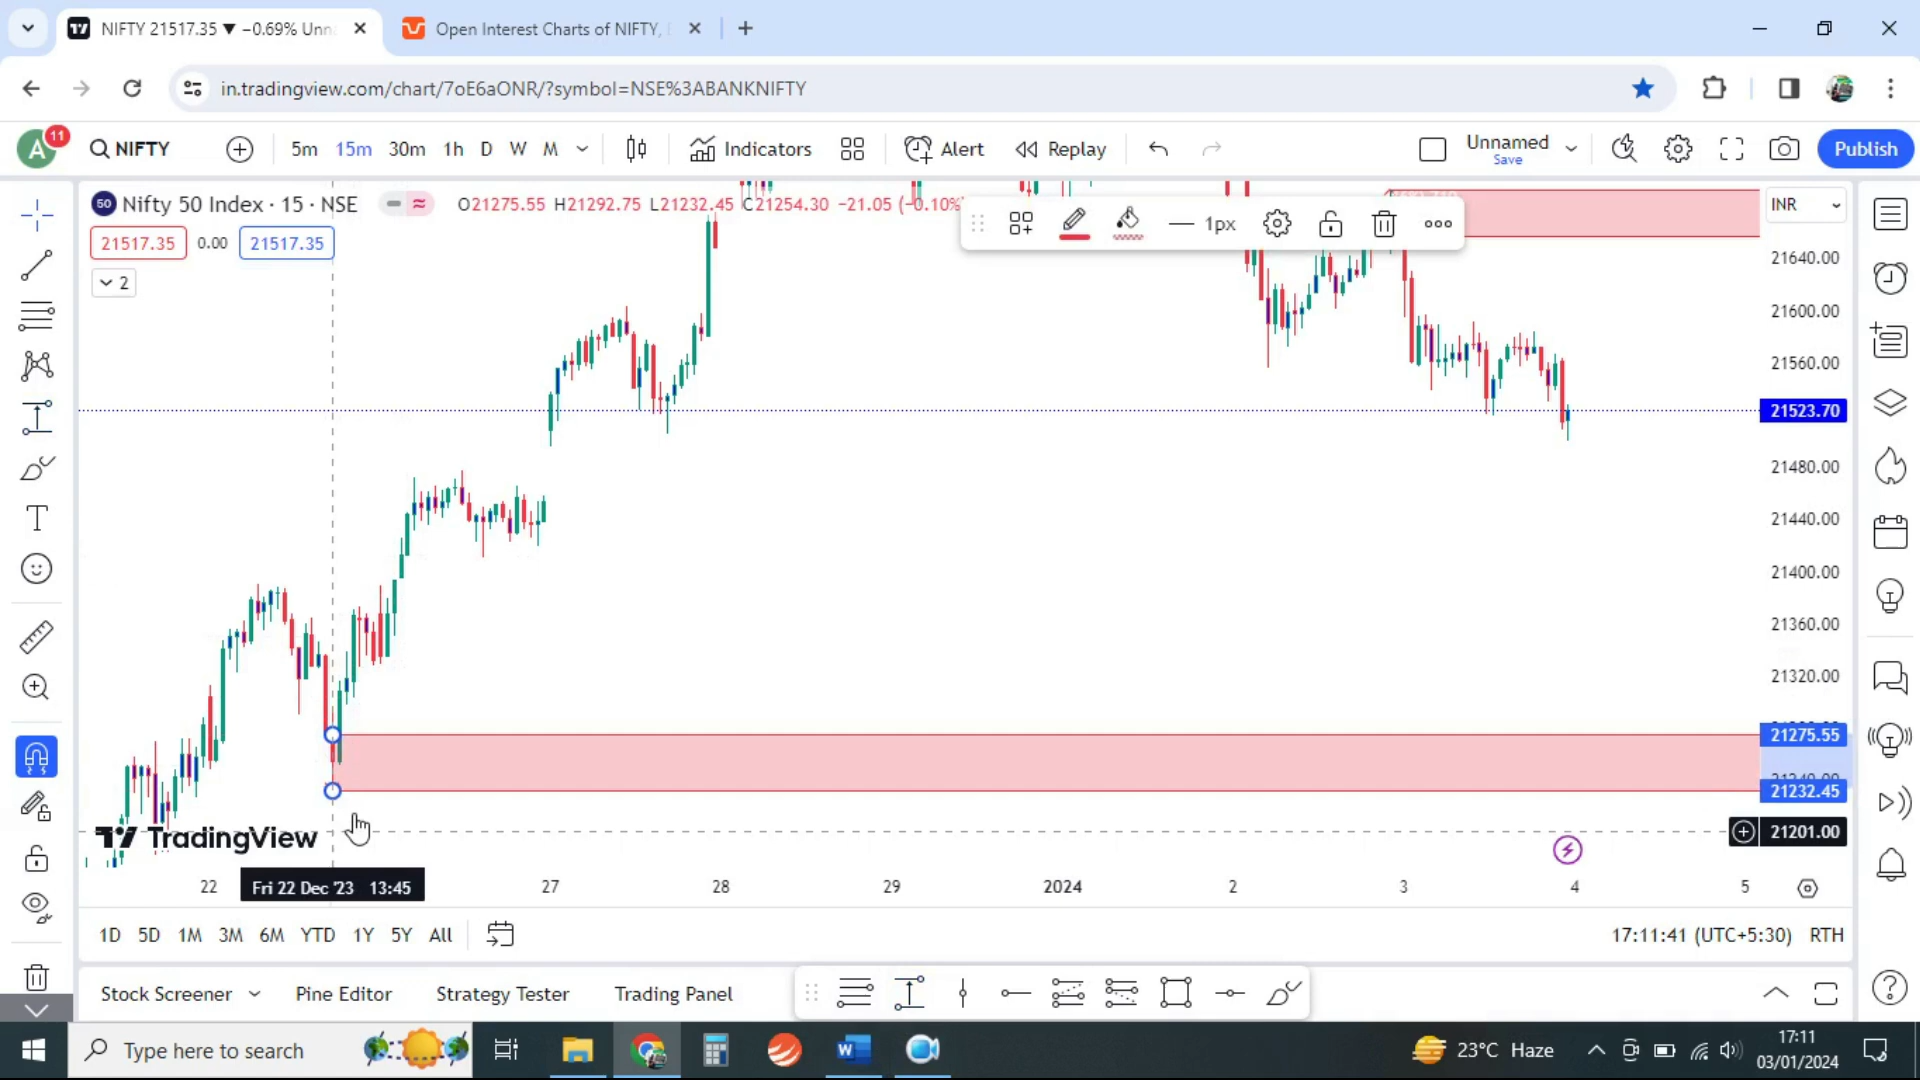 NIFTY 21517.35 ▼ −0.69% Unn
Open Interest Charts of NIFTY,
in.tradingview.com/chart/7oE6aONR/?symbol=NSE%3ABANKNIFTY
A 11 NIFTY 5m 15m 30m 1h D W M Indicators Alert Replay Unnamed Save Publish
50 Nifty 50 Index · 15 · NSE O21275.55 H21292.75 L21232.45 C21254.30 −21.05 (−0.10%)
INR
1px
21517.35 0.00 21517.35
2
21640.00
21600.00
21560.00
21523.70
21480.00
21440.00
21400.00
21360.00
21320.00
21275.55
21232.45
21201.00
TradingView
22 Fri 22 Dec '23 13:45 27 28 29 2024 2 3 4 5
1D 5D 1M 3M 6M YTD 1Y 5Y All
17:11:41 (UTC+5:30) RTH
Stock Screener Pine Editor Strategy Tester Trading Panel
Type here to search
23°C Haze
17:11
03/01/2024